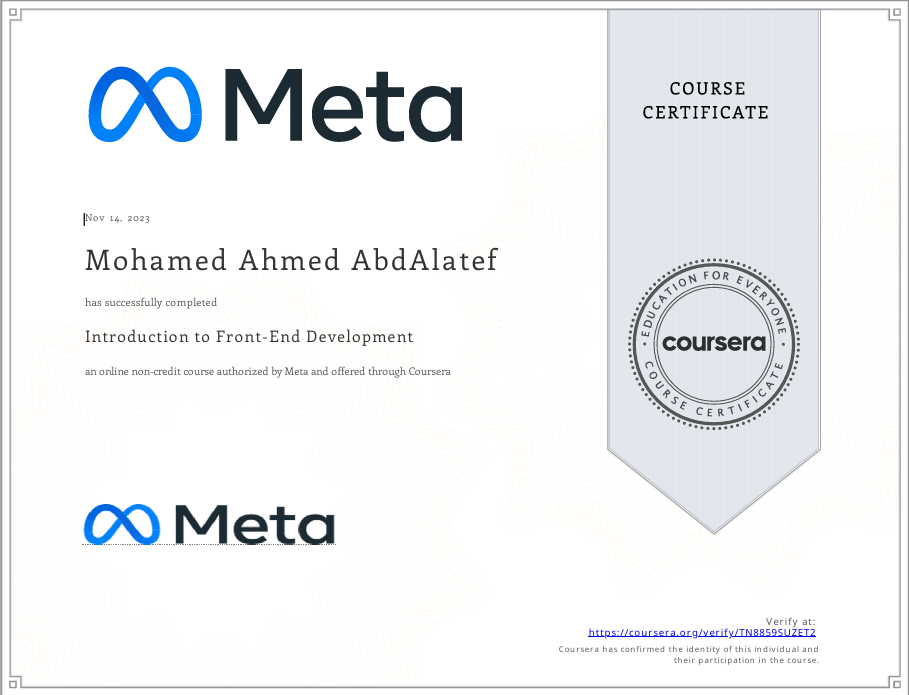 Meta
COURSE
CERTIFICATE
Nov 14, 2023
Mohamed Ahmed AbdAlatef
has successfully completed
Introduction to Front-End Development
an online non-credit course authorized by Meta and offered through Coursera
EDUCATION FOR EVERYONE
coursera
COURSE CERTIFICATE
Meta
Verify at:
https://coursera.org/verify/TN8859SUZET2
Coursera has confirmed the identity of this individual and
their participation in the course.